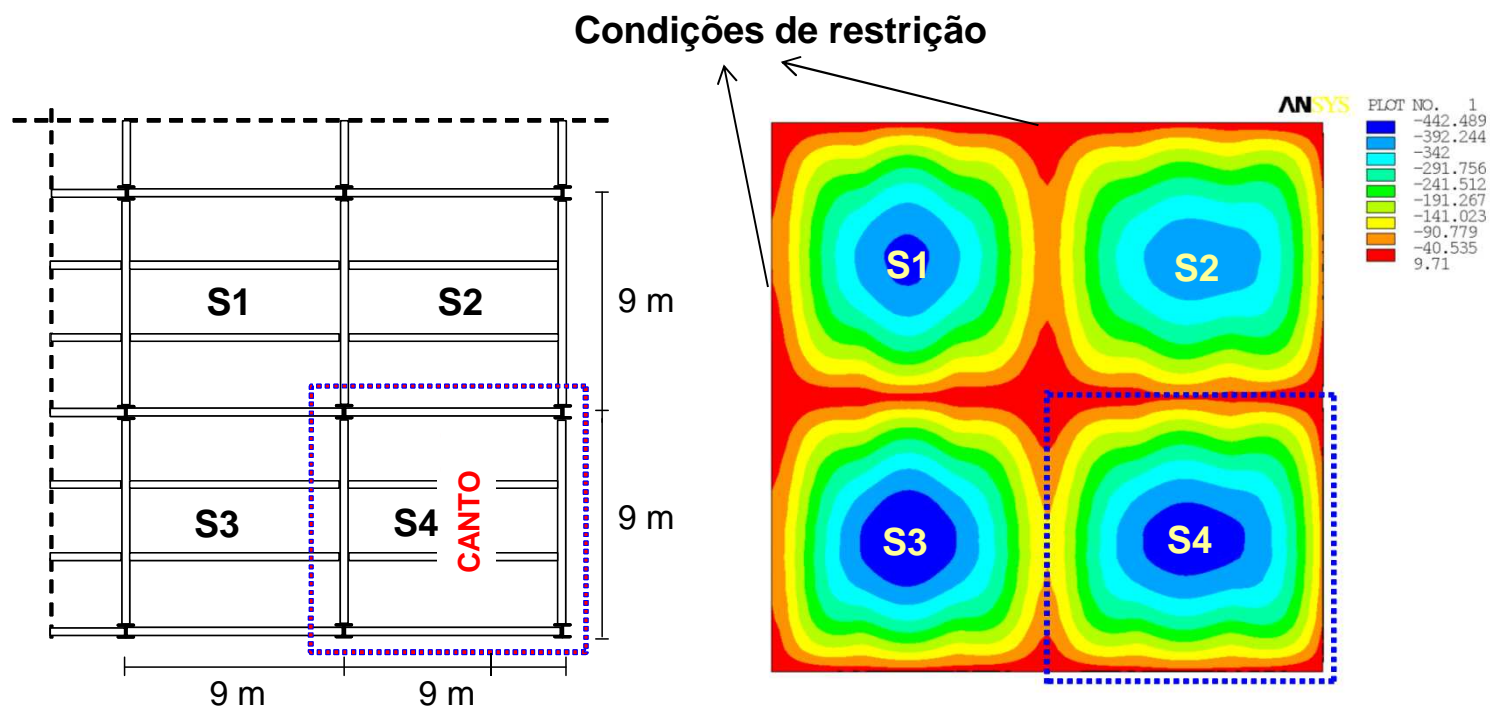 Condições de restrição
ANSYS
PLOT NO. 1
-442.489
-392.244
-342
-291.756
-241.512
-191.267
-141.023
-90.779
-40.535
9.71
S1
S2
9 m
S3
S4
CANTO
9 m
9 m
9 m
S1
S2
S3
S4